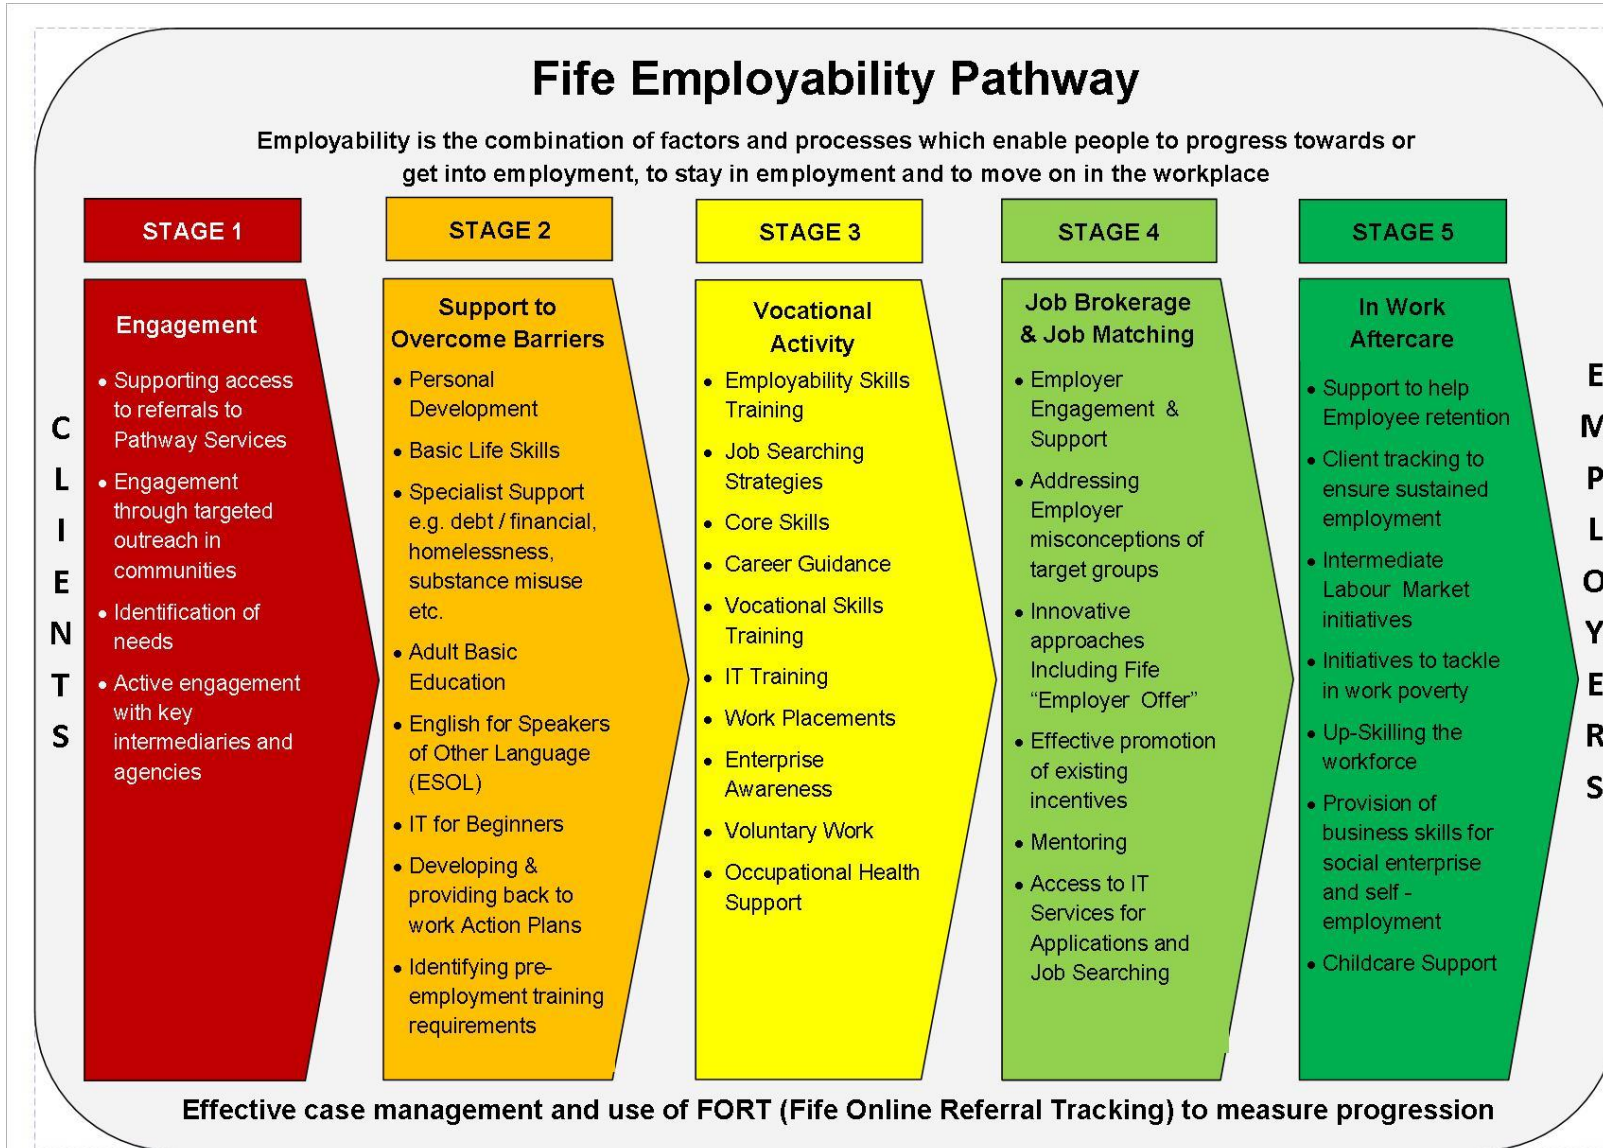 Fife Employability Pathway
Employability is the combination of factors and processes which enable people to progress towards or
get into employment, to stay in employment and to move on in the workplace
CLIENTS
STAGE 1
Engagement
• Supporting access
to referrals to
Pathway Services
• Engagement
through targeted
outreach in
communities
• Identification of
needs
• Active engagement
with key
intermediaries and
agencies
STAGE 2
Support to
Overcome Barriers
• Personal
Development
• Basic Life Skills
• Specialist Support
e.g. debt / financial,
homelessness,
substance misuse
etc.
• Adult Basic
Education
• English for Speakers
of Other Language
(ESOL)
• IT for Beginners
• Developing &
providing back to
work Action Plans
• Identifying pre-
employment training
requirements
STAGE 3
Vocational
Activity
• Employability Skills
Training
• Job Searching
Strategies
• Core Skills
• Career Guidance
• Vocational Skills
Training
• IT Training
• Work Placements
• Enterprise
Awareness
• Voluntary Work
• Occupational Health
Support
STAGE 4
Job Brokerage
& Job Matching
• Employer
Engagement &
Support
• Addressing
Employer
misconceptions of
target groups
• Innovative
approaches
Including Fife
“Employer Offer”
• Effective promotion
of existing
incentives
• Mentoring
• Access to IT
Services for
Applications and
Job Searching
STAGE 5
In Work
Aftercare
• Support to help
Employee retention
• Client tracking to
ensure sustained
employment
• Intermediate
Labour Market
initiatives
• Initiatives to tackle
in work poverty
• Up-Skilling the
workforce
• Provision of
business skills for
social enterprise
and self -
employment
• Childcare Support
EMPLOYERS
Effective case management and use of FORT (Fife Online Referral Tracking) to measure progression